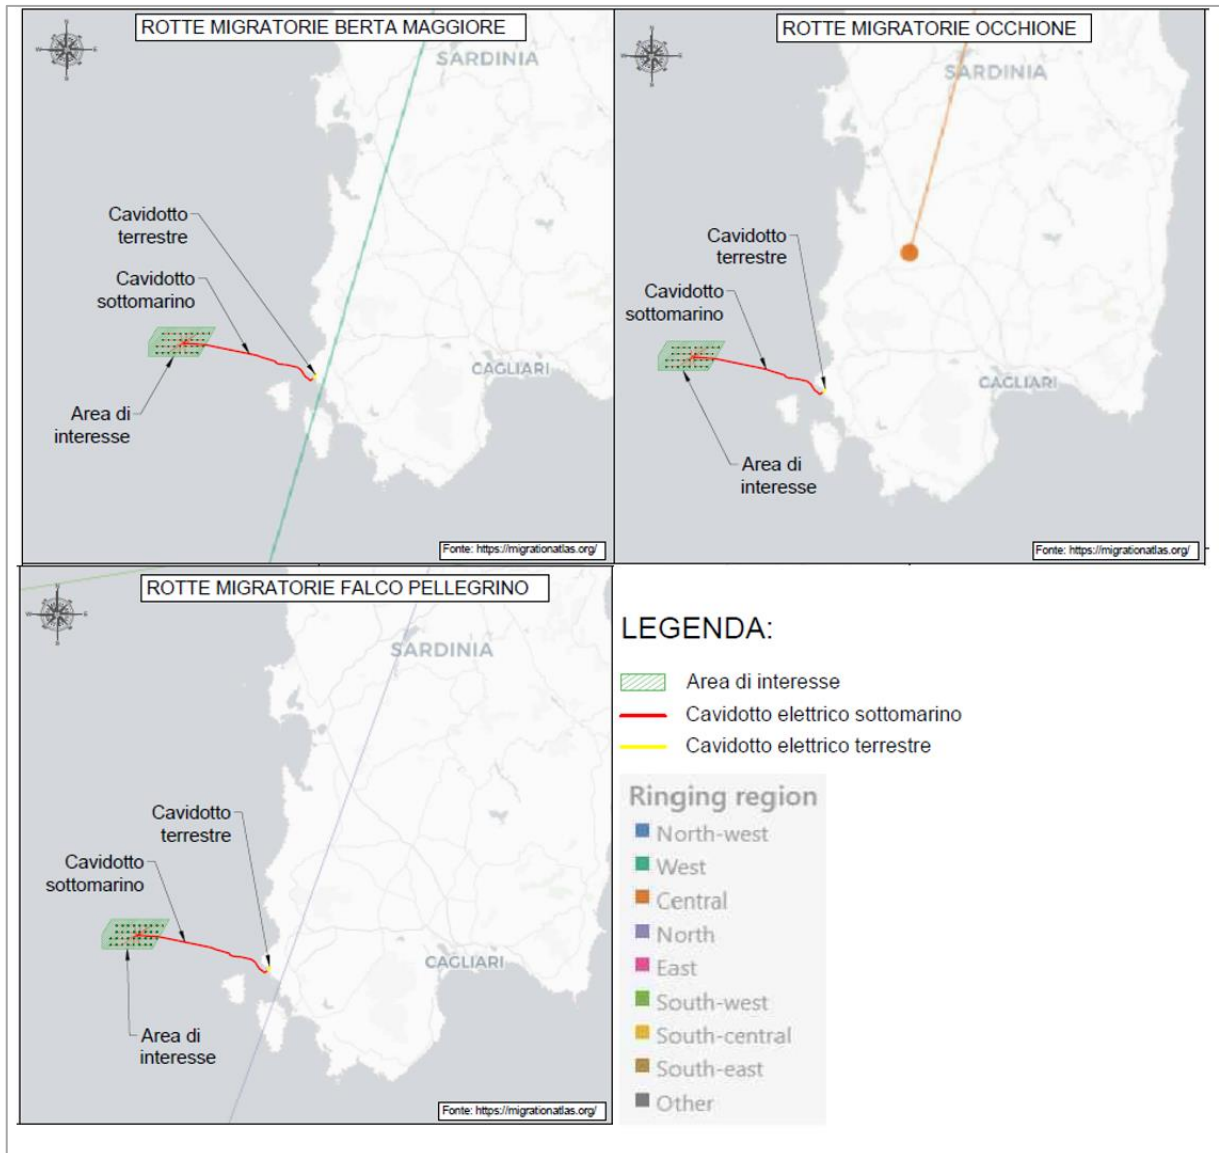 ROTTE MIGRATORIE BERTA MAGGIORE
SARDINIA
Cavidotto
terrestre
Cavidotto
sottomarino
Area di
interesse
CAGLIARI
Fonte: https://migrationatlas.org/
ROTTE MIGRATORIE OCCHIONE
SARDINIA
Cavidotto
terrestre
Cavidotto
sottomarino
CAGLIARI
Area di
interesse
Fonte: https://migrationatlas.org/
ROTTE MIGRATORIE FALCO PELLEGRINO
SARDINIA
Cavidotto
terrestre
Cavidotto
sottomarino
CAGLIARI
Area di
interesse
Fonte: https://migrationatlas.org/
LEGENDA:
Area di interesse
Cavidotto elettrico sottomarino
Cavidotto elettrico terrestre
Ringing region
North-west
West
Central
North
East
South-west
South-central
South-east
Other